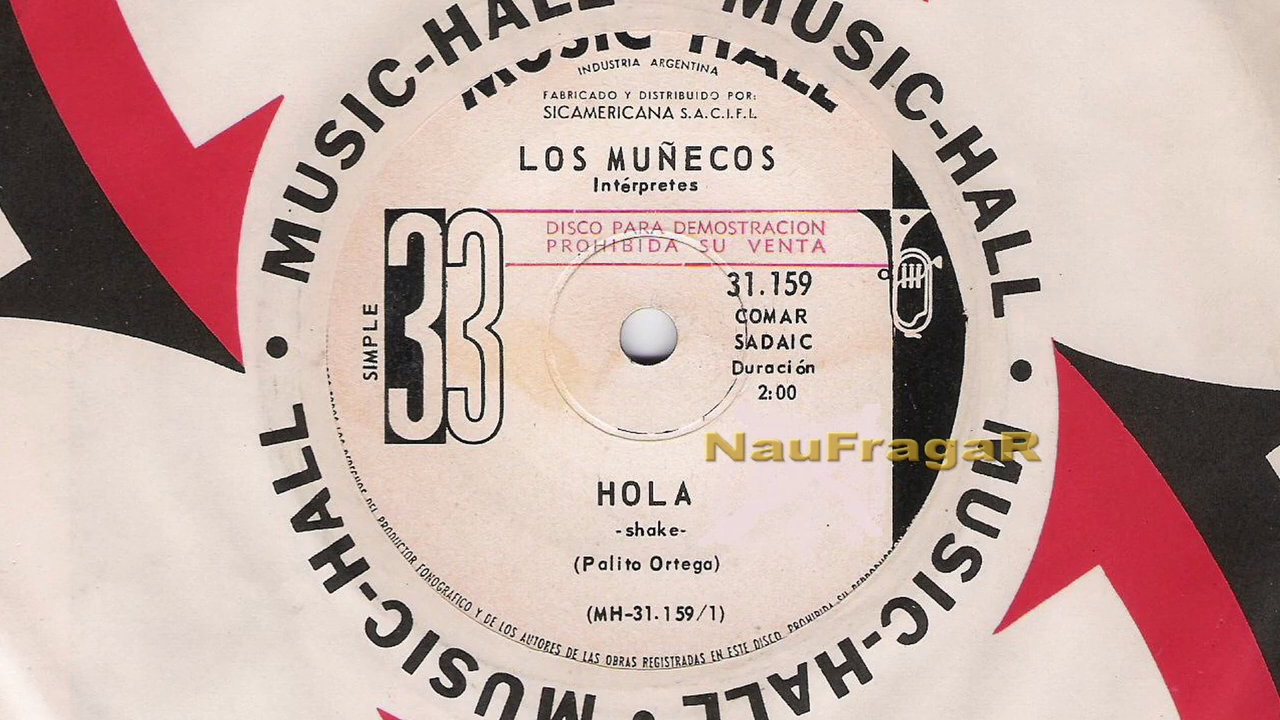 MUSIC-HALL • MUSIC-HALL • MUSIC-HALL • MUSIC-HALL •
MUSIC HALL
INDUSTRIA ARGENTINA
FABRICADO Y DISTRIBUIDO POR:
SICAMERICANA S.A.C.I.F.I.
LOS MUÑECOS
Intérpretes
DISCO PARA DEMOSTRACION
PROHIBIDA SU VENTA
33
SIMPLE
31.159
COMAR
SADAIC
Duración
2:00
NauFragaR
HOLA
-shake-
(Palito Ortega)
(MH-31.159/1)
DEL PRODUCTOR FONOGRAFICO Y DE LOS AUTORES DE LAS OBRAS REGISTRADAS EN ESTE DISCO. PROHIBIDA SU